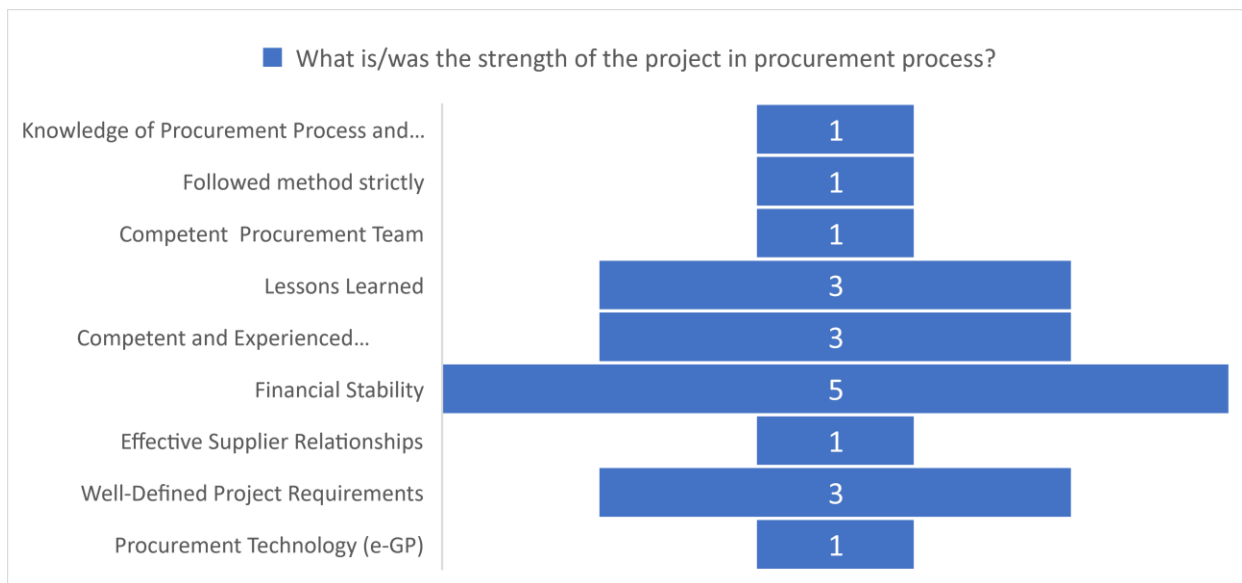 What is/was the strength of the project in procurement process?
Knowledge of Procurement Process and...
1
Followed method strictly
1
Competent  Procurement Team
1
Lessons Learned
3
Competent and Experienced...
3
Financial Stability
5
Effective Supplier Relationships
1
Well-Defined Project Requirements
3
Procurement Technology (e-GP)
1